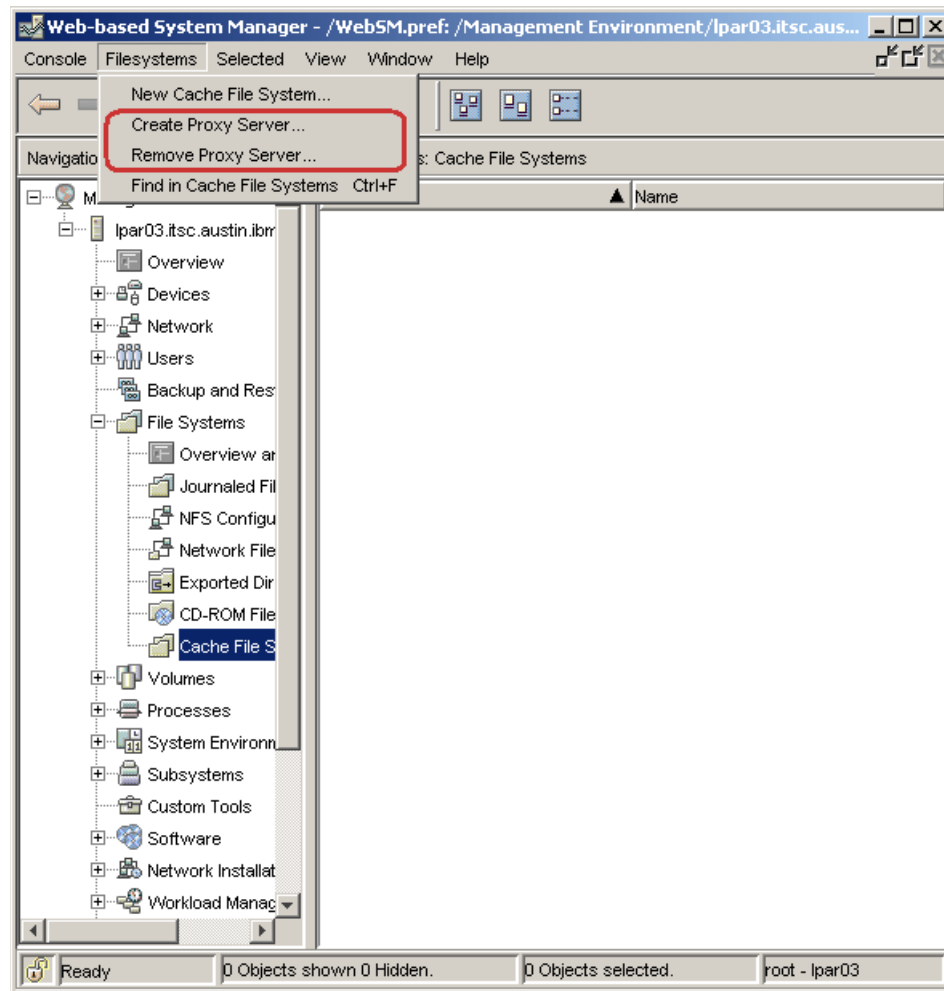 Web-based System Manager - /WebSM.pref: /Management Environment/lpar03.itsc.aus...
Console Filesystems Selected View Window Help
New Cache File System...
Create Proxy Server...
Remove Proxy Server...
Find in Cache File Systems Ctrl+F
Navigatio
s: Cache File Systems
Name
M
lpar03.itsc.austin.ibm
Overview
Devices
Network
Users
Backup and Res
File Systems
Overview an
Journaled Fil
NFS Configu
Network File
Exported Dir
CD-ROM File
Cache File S
Volumes
Processes
System Environn
Subsystems
Custom Tools
Software
Network Installat
Workload Manag
Ready
0 Objects shown 0 Hidden.
0 Objects selected.
root - lpar03